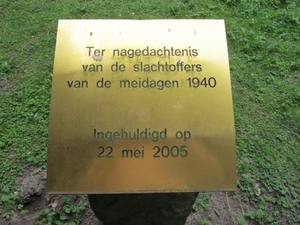 Ter nagedachtenis
van de slachtoffers
van de meidagen 1940
Ingehuldigd op
22 mei 2005